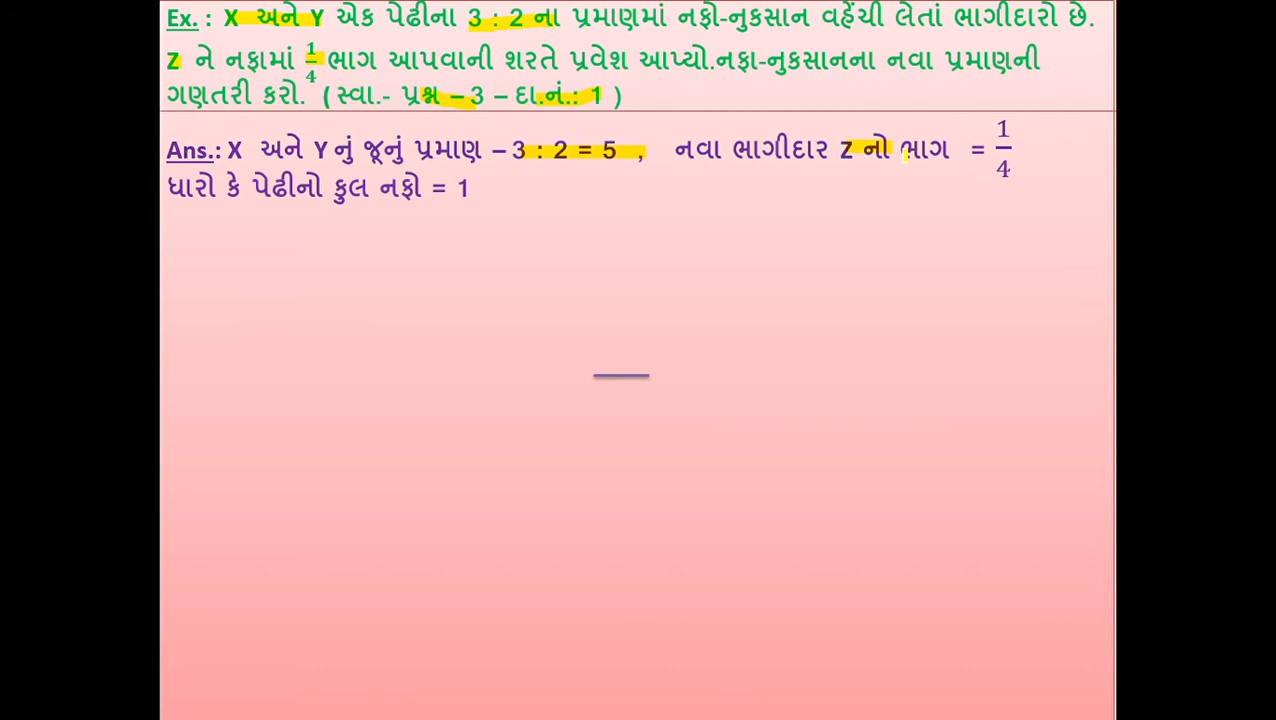 Ex. : X અને Y એક પેઢીના 3 : 2 ના પ્રમાણમાં નફો-નુકસાન વહેંચી લેતાં ભાગીદારો છે.
Z ને નફામાં 1/4 ભાગ આપવાની શરતે પ્રવેશ આપ્યો.નફા-નુકસાનના નવા પ્રમાણની
ગણતરી કરો. ( સ્વા.- પ્રશ્ન – 3 – દા.નં.: 1 )
Ans.: X અને Y નું જૂનું પ્રમાણ – 3 : 2 = 5 , નવા ભાગીદાર Z નો ભાગ = 1/4
ધારો કે પેઢીનો કુલ નફો = 1